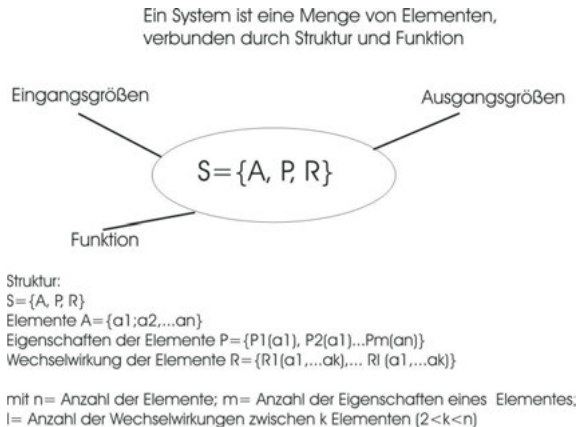 Ein System ist eine Menge von Elementen,
verbunden durch Struktur und Funktion
Eingangsgrößen
Ausgangsgrößen
S={A, P, R}
Funktion
Struktur:
S={A, P, R}
Elemente A={a1;a2,...an}
Eigenschaften der Elemente P={P1(a1), P2(a1)...Pm(an)}
Wechselwirkung der Elemente R={R1(a1,...ak),... Rl (a1,...ak)}
mit n= Anzahl der Elemente; m= Anzahl der Eigenschaften eines Elementes;
l= Anzahl der Wechselwirkungen zwischen k Elementen (2<k<n)